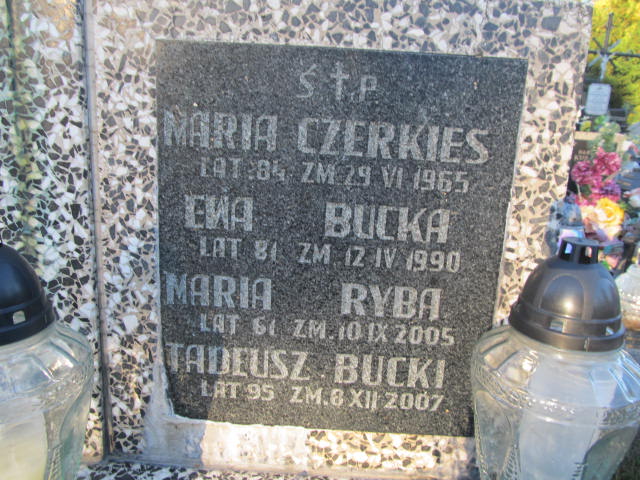 Ś † P.
MARIA CZERKIES
LAT 84 ZM. 29 VI 1965
EWA BUCKA
LAT 81 ZM 12 IV 1990
MARIA RYBA
LAT 61 ZM. 10 IX 2005
TADEUSZ BUCKI
LAT 95 ZM. 8 XII 2007